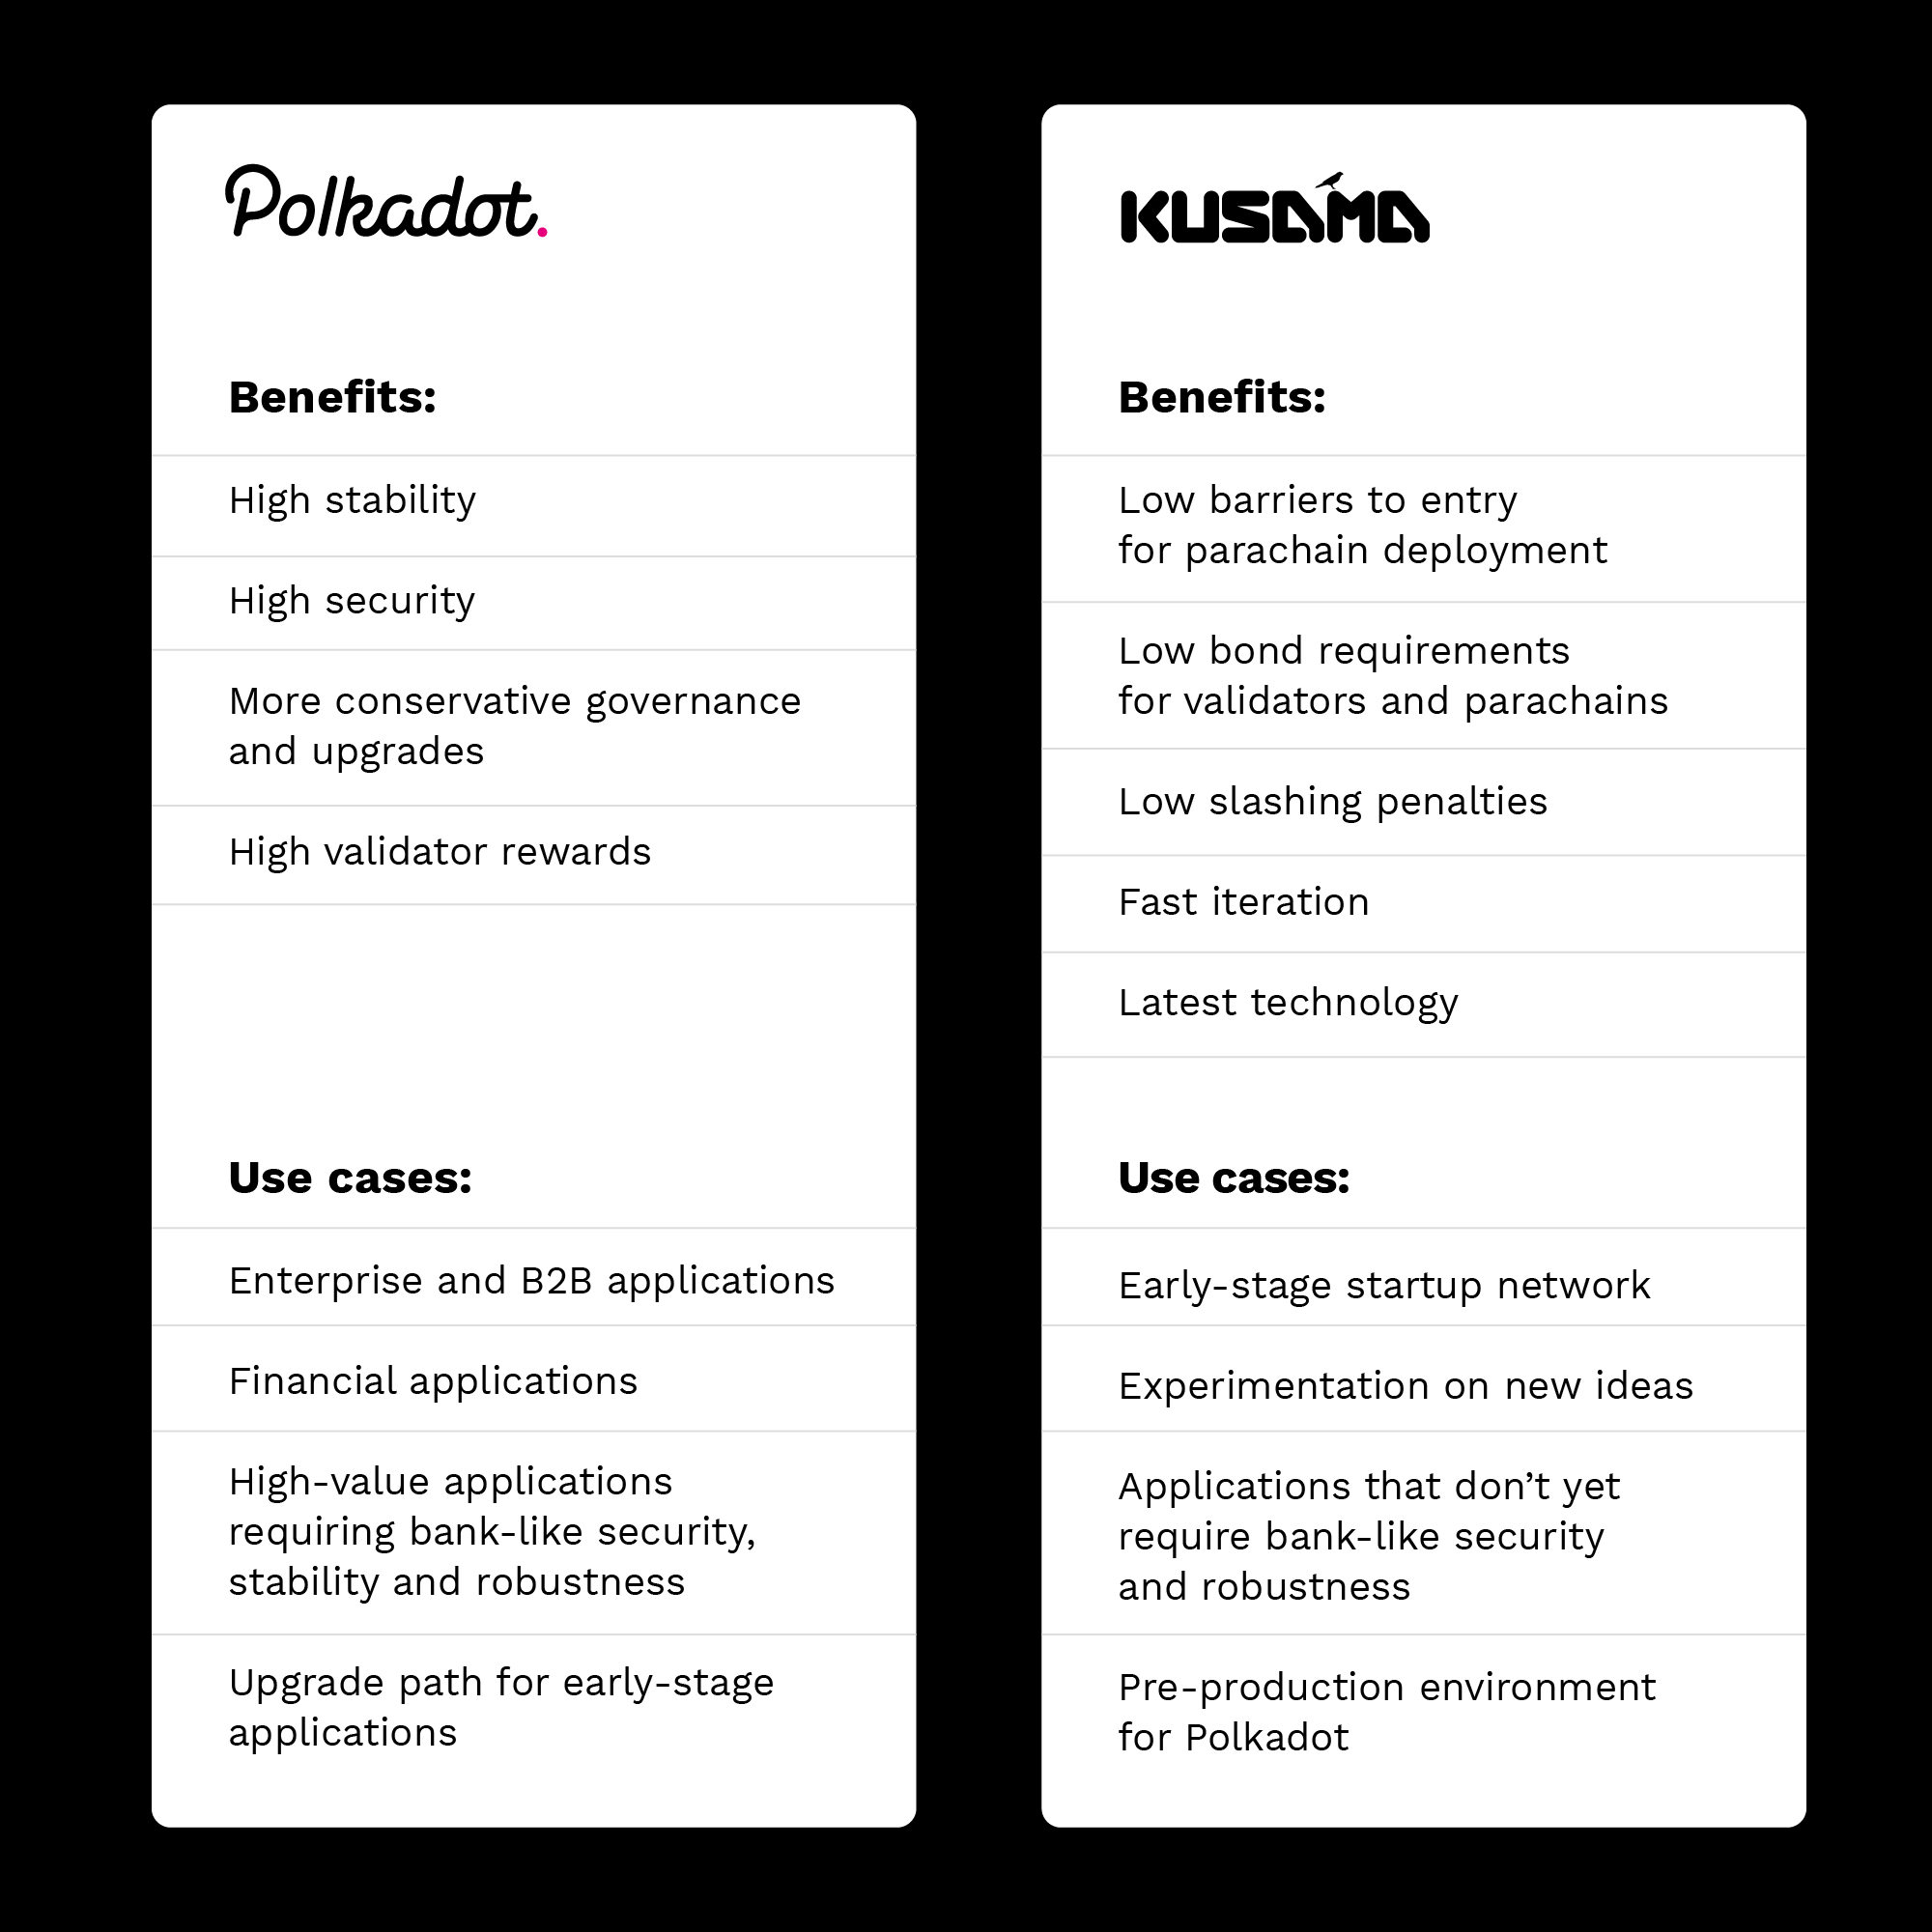 Polkadot.
Benefits:
High stability
High security
More conservative governance
and upgrades
High validator rewards
Use cases:
Enterprise and B2B applications
Financial applications
High-value applications
requiring bank-like security,
stability and robustness
Upgrade path for early-stage
applications
KUSAMA
Benefits:
Low barriers to entry
for parachain deployment
Low bond requirements
for validators and parachains
Low slashing penalties
Fast iteration
Latest technology
Use cases:
Early-stage startup network
Experimentation on new ideas
Applications that don’t yet
require bank-like security
and robustness
Pre-production environment
for Polkadot